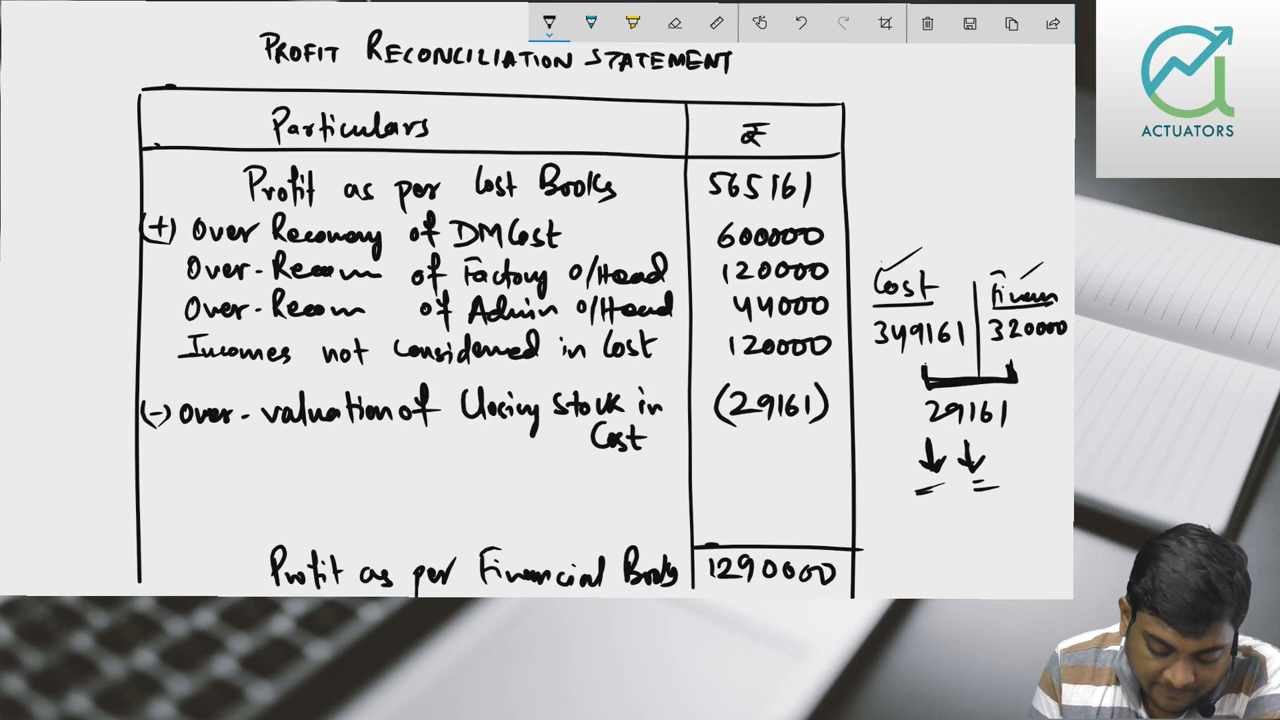 PROFIT RECONCILIATION STATEMENT
ACTUATORS
Particulars ₹
Profit as per Cost Books 565161
(+) Over Recovery of DM Cost 600000
Over-Recom of Factory O/Head 120000
Over-Recom of Admin O/Head 44000
Incomes not considered in Cost 120000
(-) Over-valuation of Closing Stock in Cost (29161)
Profit as per Financial Books 1290000
Cost Finan
349161 320000
29161